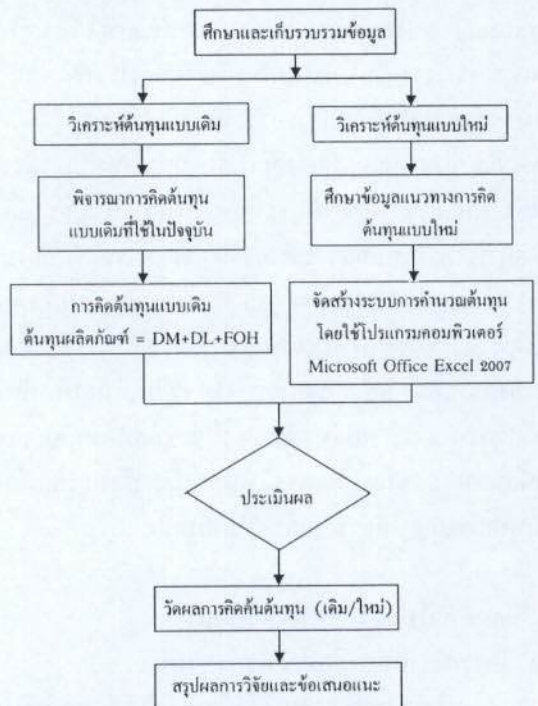 ศึกษาและเก็บรวบรวมข้อมูล
วิเคราะห์ต้นทุนแบบเดิม
วิเคราะห์ต้นทุนแบบใหม่
พิจารณาการคิดต้นทุน
แบบเดิมที่ใช้ในปัจจุบัน
ศึกษาข้อมูลแนวทางการคิด
ต้นทุนแบบใหม่
การคิดต้นทุนแบบเดิม
ต้นทุนผลิตภัณฑ์ = DM+DL+FOH
จัดสร้างระบบการคำนวณต้นทุน
โดยใช้โปรแกรมคอมพิวเตอร์
Microsoft Office Excel 2007
ประเมินผล
วัดผลการคิดค้นต้นทุน (เดิม/ใหม่)
สรุปผลการวิจัยและข้อเสนอแนะ